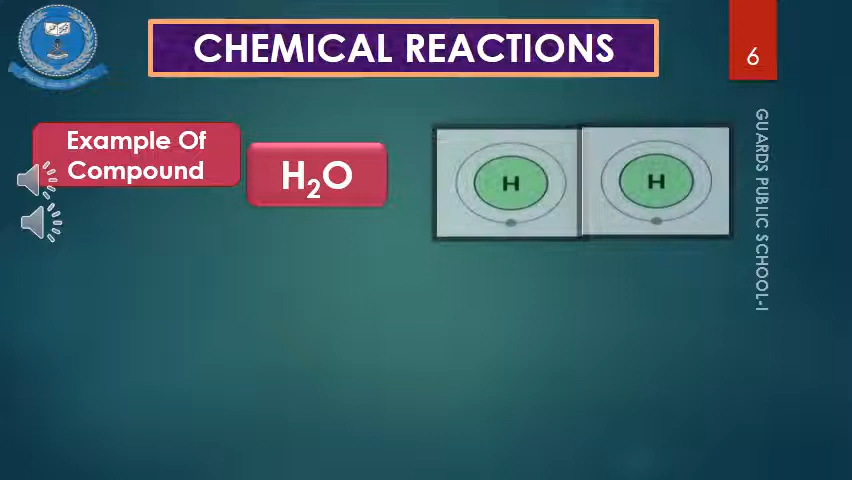 CHEMICAL REACTIONS
6
Example Of
Compound
H₂O
H
H
GUARDS PUBLIC SCHOOL-I